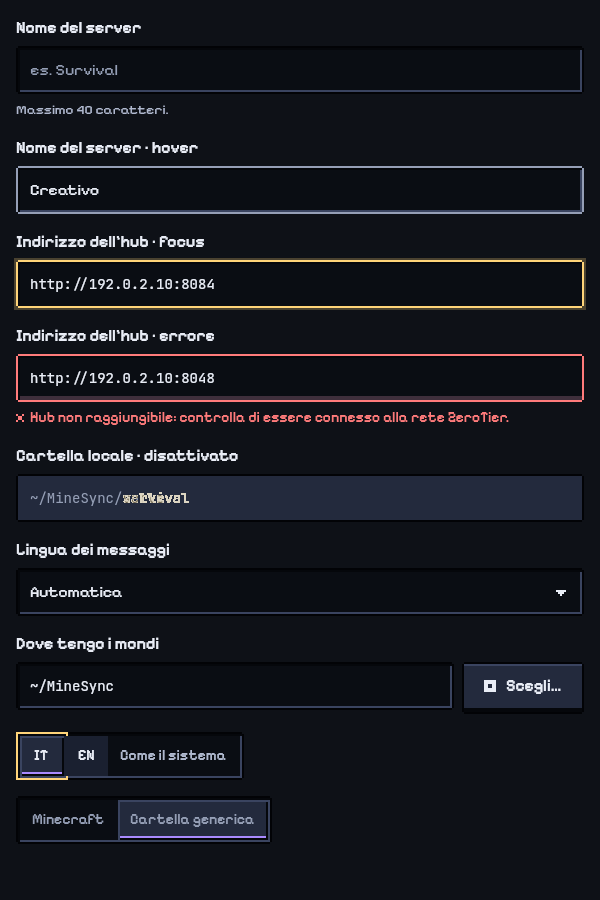 Nome del server
es. Survival
Massimo 40 caratteri.
Nome del server · hover
Creativo
Indirizzo dell'hub · focus
http://192.0.2.10:8084
Indirizzo dell'hub · errore
http://192.0.2.10:8048
Hub non raggiungibile: controlla di essere connesso alla rete ZeroTier.
Cartella locale · disattivato
~/MineSync/
Lingua dei messaggi
Automatica
Dove tengo i mondi
~/MineSync
Scegli…
IT EN Come il sistema
Minecraft Cartella generica